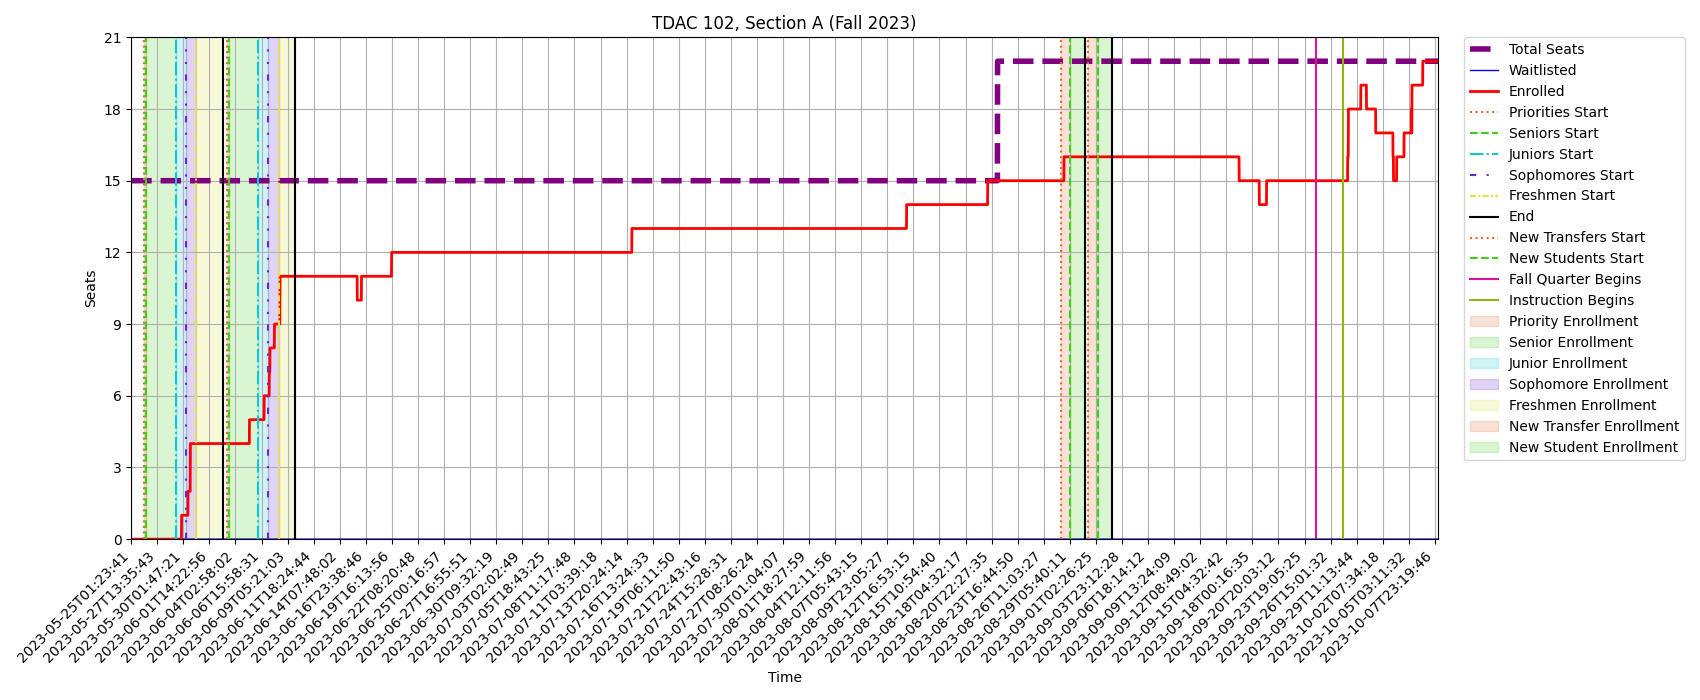 TDAC 102, Section A (Fall 2023)
21
18
15
12
9
6
3
0
Seats
2023-05-25T01:23:41
2023-05-27T13:35:43
2023-05-30T01:47:21
2023-06-01T14:22:56
2023-06-04T02:58:02
2023-06-06T15:58:31
2023-06-09T05:21:03
2023-06-11T18:24:44
2023-06-14T07:48:02
2023-06-16T23:38:46
2023-06-19T16:13:56
2023-06-22T08:20:48
2023-06-25T00:16:57
2023-06-27T16:55:51
2023-06-30T09:32:19
2023-07-03T02:02:49
2023-07-05T18:43:25
2023-07-08T11:17:48
2023-07-11T03:39:18
2023-07-13T20:24:14
2023-07-16T13:24:33
2023-07-19T06:11:50
2023-07-21T22:43:16
2023-07-24T15:28:31
2023-07-27T08:26:24
2023-07-30T01:04:07
2023-08-01T18:27:59
2023-08-04T12:11:56
2023-08-07T05:43:15
2023-08-09T23:05:27
2023-08-12T16:53:15
2023-08-15T10:54:40
2023-08-18T04:32:17
2023-08-20T22:27:35
2023-08-23T16:44:50
2023-08-26T11:03:27
2023-08-29T05:40:11
2023-09-01T02:26:25
2023-09-03T23:12:28
2023-09-06T18:14:12
2023-09-09T13:24:09
2023-09-12T08:49:02
2023-09-15T04:32:42
2023-09-18T00:16:35
2023-09-20T20:03:12
2023-09-23T19:05:25
2023-09-26T15:01:32
2023-09-29T11:13:44
2023-10-02T07:34:18
2023-10-05T03:11:32
2023-10-07T23:19:46
Time
Total Seats
Waitlisted
Enrolled
Priorities Start
Seniors Start
Juniors Start
Sophomores Start
Freshmen Start
End
New Transfers Start
New Students Start
Fall Quarter Begins
Instruction Begins
Priority Enrollment
Senior Enrollment
Junior Enrollment
Sophomore Enrollment
Freshmen Enrollment
New Transfer Enrollment
New Student Enrollment